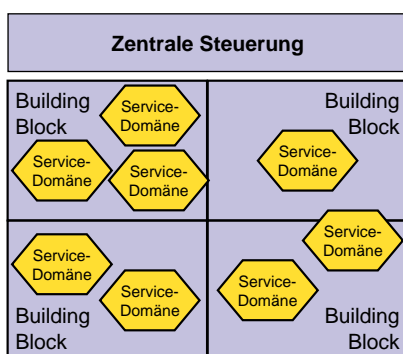 Zentrale Steuerung
Building
Block
Service-
Domäne
Service-
Domäne
Service-
Domäne
Building
Block
Service-
Domäne
Service-
Domäne
Service-
Domäne
Building
Block
Service-
Domäne
Service-
Domäne
Building
Block